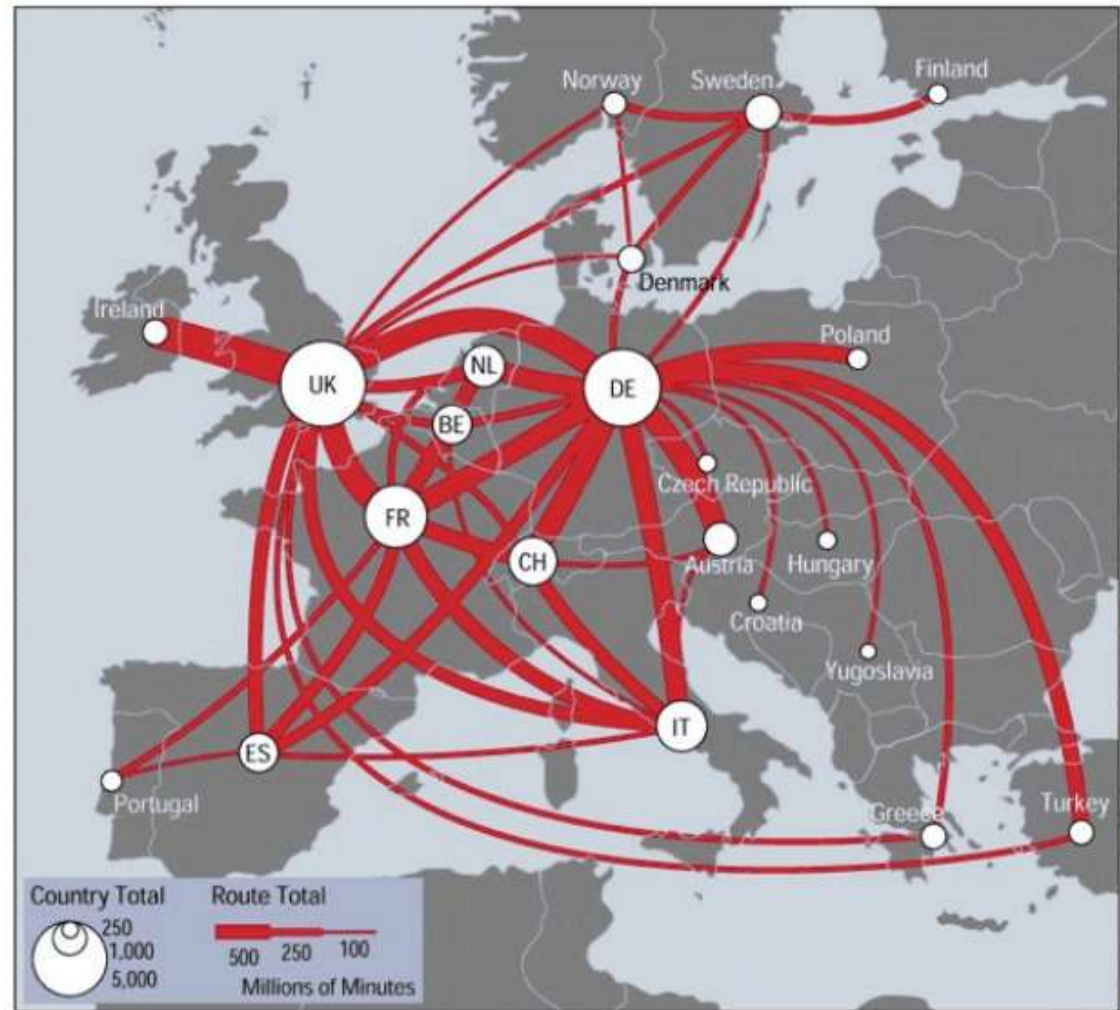 Norway
Sweden
Finland
Denmark
Ireland
Poland
UK
NL
DE
BE
Czech Republic
FR
CH
Austria
Hungary
Croatia
Yugoslavia
IT
ES
Portugal
Greece
Turkey
Country Total
250
1,000
5,000
Route Total
500 250 100
Millions of Minutes